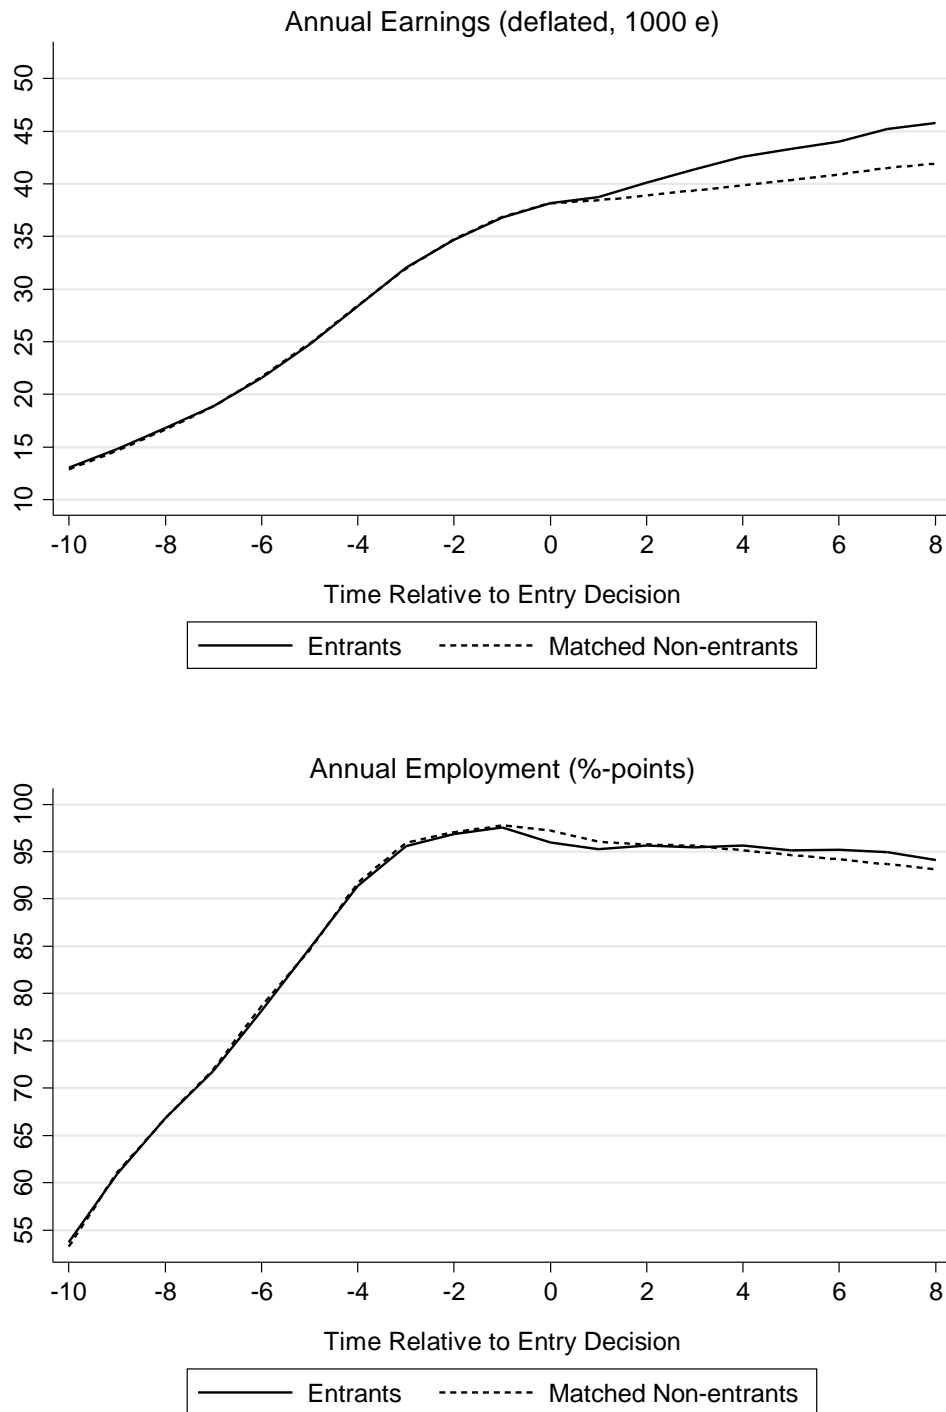 Annual Earnings (deflated, 1000 e)
50
45
40
35
30
25
20
15
10
-10 -8 -6 -4 -2 0 2 4 6 8
Time Relative to Entry Decision
Entrants Matched Non-entrants
Annual Employment (%-points)
100
95
90
85
80
75
70
65
60
55
-10 -8 -6 -4 -2 0 2 4 6 8
Time Relative to Entry Decision
Entrants Matched Non-entrants